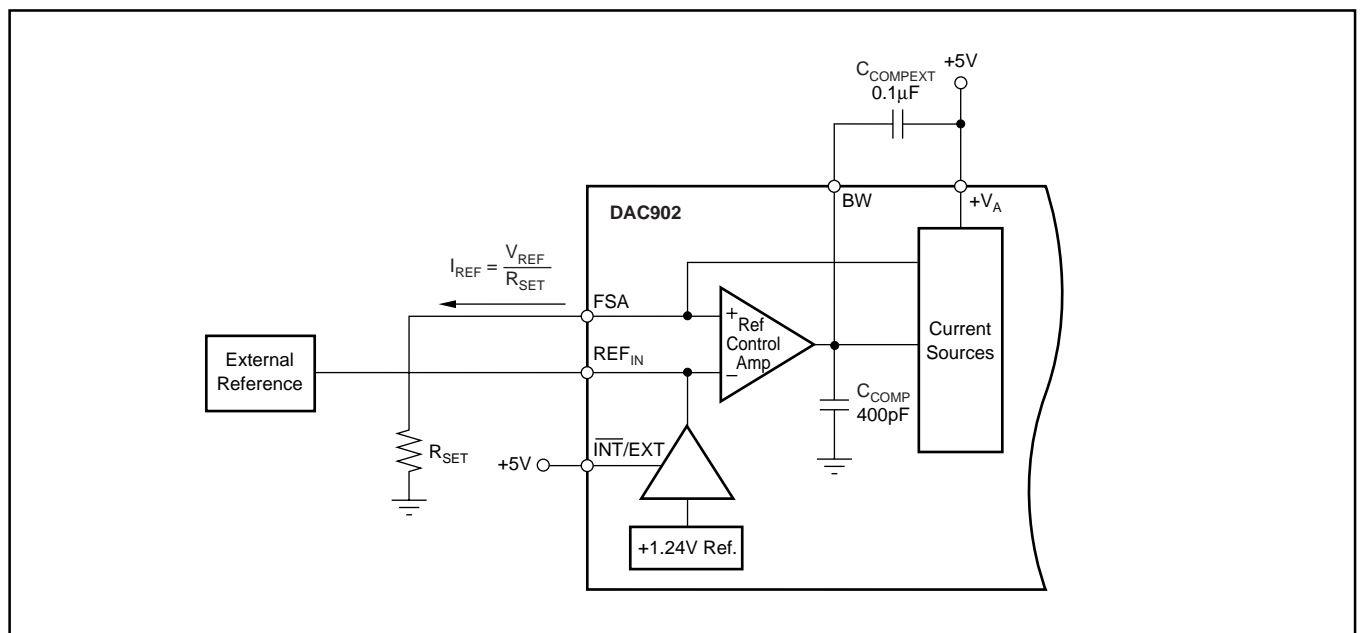 +5V
C_COMPEXT
0.1μF
BW
+V_A
DAC902
I_REF = V_REF / R_SET
FSA
+
Ref
Control
Amp
−
Current
Sources
External
Reference
REF_IN
C_COMP
400pF
R_SET
+5V
I̅N̅T̅/EXT
+1.24V Ref.